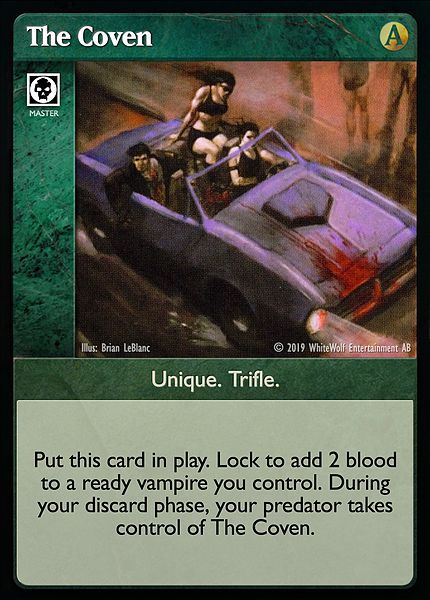 The Coven
A
MASTER
Illus: Brian LeBlanc
© 2019 WhiteWolf Entertainment AB
Unique. Trifle.
Put this card in play. Lock to add 2 blood
to a ready vampire you control. During
your discard phase, your predator takes
control of The Coven.